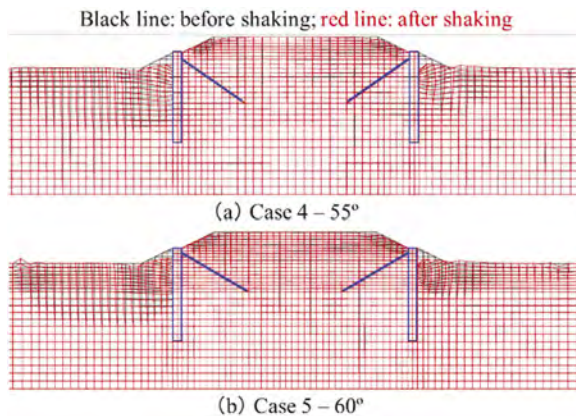 Black line: before shaking; red line: after shaking
(a) Case 4 – 55º
(b) Case 5 – 60º